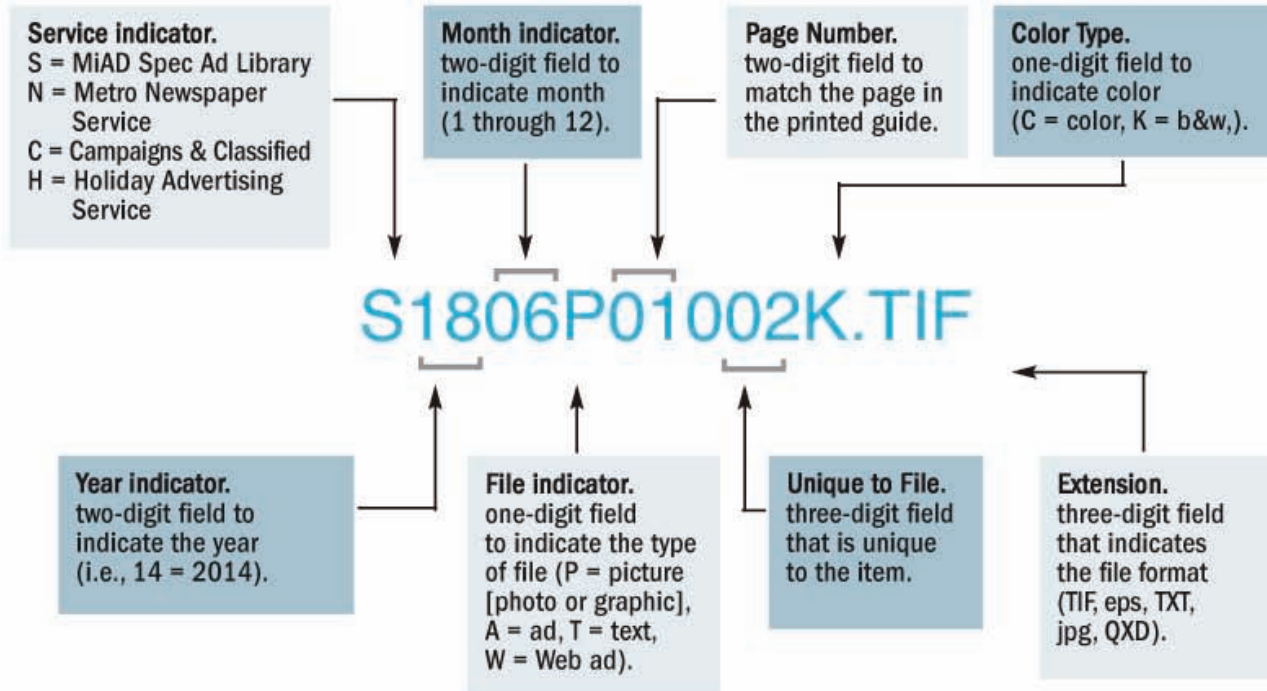 Service indicator.
S = MiAD Spec Ad Library
N = Metro Newspaper
Service
C = Campaigns & Classified
H = Holiday Advertising
Service
Month indicator.
two-digit field to
indicate month
(1 through 12).
Page Number.
two-digit field to
match the page in
the printed guide.
Color Type.
one-digit field to
indicate color
(C = color, K = b&w,).
S1806P01002K.TIF
Year indicator.
two-digit field to
indicate the year
(i.e., 14 = 2014).
File indicator.
one-digit field
to indicate the type
of file (P = picture
[photo or graphic],
A = ad, T = text,
W = Web ad).
Unique to File.
three-digit field
that is unique
to the item.
Extension.
three-digit field
that indicates
the file format
(TIF, eps, TXT,
jpg, QXD).